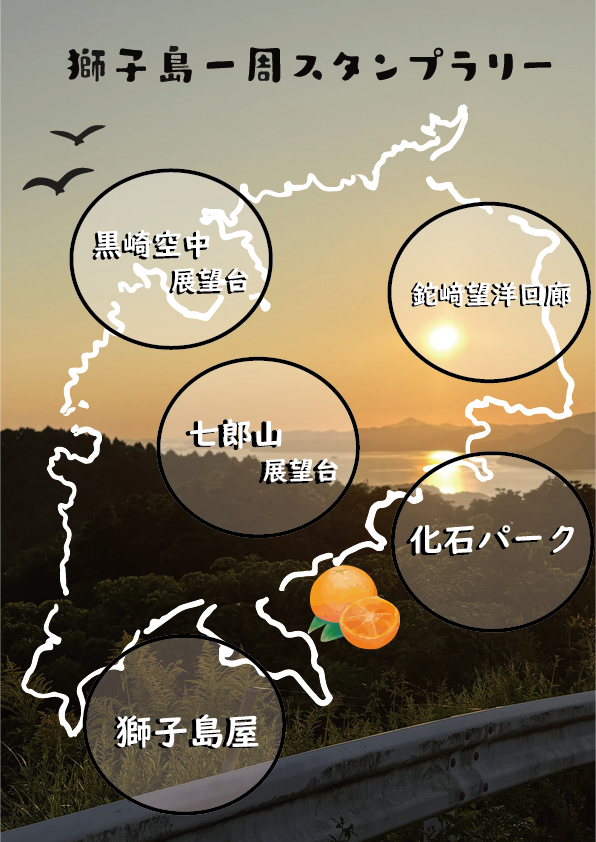 獅子島一周スタンプラリー
黒崎空中
展望台
鉈崎望洋回廊
七郎山
展望台
化石パーク
獅子島屋